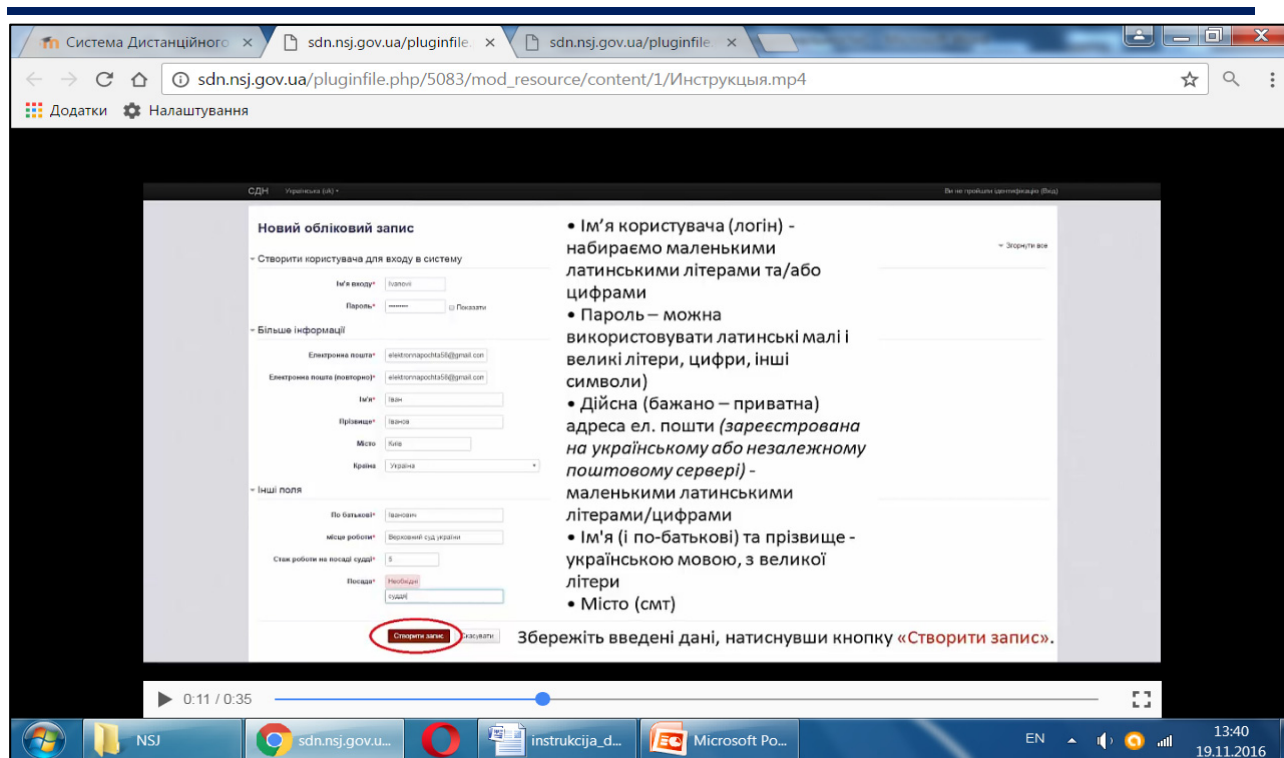 Система Дистанційного
sdn.nsj.gov.ua/pluginfile.
sdn.nsj.gov.ua/pluginfile.
sdn.nsj.gov.ua/pluginfile.php/5083/mod_resource/content/1/Инструкцыя.mp4
Додатки Налаштування
СДН Українська (uk)
Ви не пройшли ідентифікацію (Вхід)
Новий обліковий запис
Згорнути все
Створити користувача для входу в систему
Ім'я входу* Ivanovii
Пароль* Показати
Більше інформації
Електронна пошта* elektronnapochta58@gmail.com
Електронна пошта (повторно)* elektronnapochta58@gmail.com
Ім'я* Іван
Прізвище* Іванов
Місто Київ
Країна Україна
Інші поля
По батькові* Іванович
місце роботи* Верховний суд україни
Стаж роботи на посаді судді* 5
Посада* Необхідн
суддя
Створити запис Скасувати
• Ім’я користувача (логін) -
набираємо маленькими
латинськими літерами та/або
цифрами
• Пароль – можна
використовувати латинські малі і
великі літери, цифри, інші
символи)
• Дійсна (бажано – приватна)
адреса ел. пошти (зареєстрована
на українському або незалежному
поштовому сервері) -
маленькими латинськими
літерами/цифрами
• Ім'я (і по-батькові) та прізвище -
українською мовою, з великої
літери
• Місто (смт)
Збережіть введені дані, натиснувши кнопку «Створити запис».
0:11 / 0:35
NSJ
sdn.nsj.gov.u...
instrukcija_d...
Microsoft Po...
EN
13:40
19.11.2016